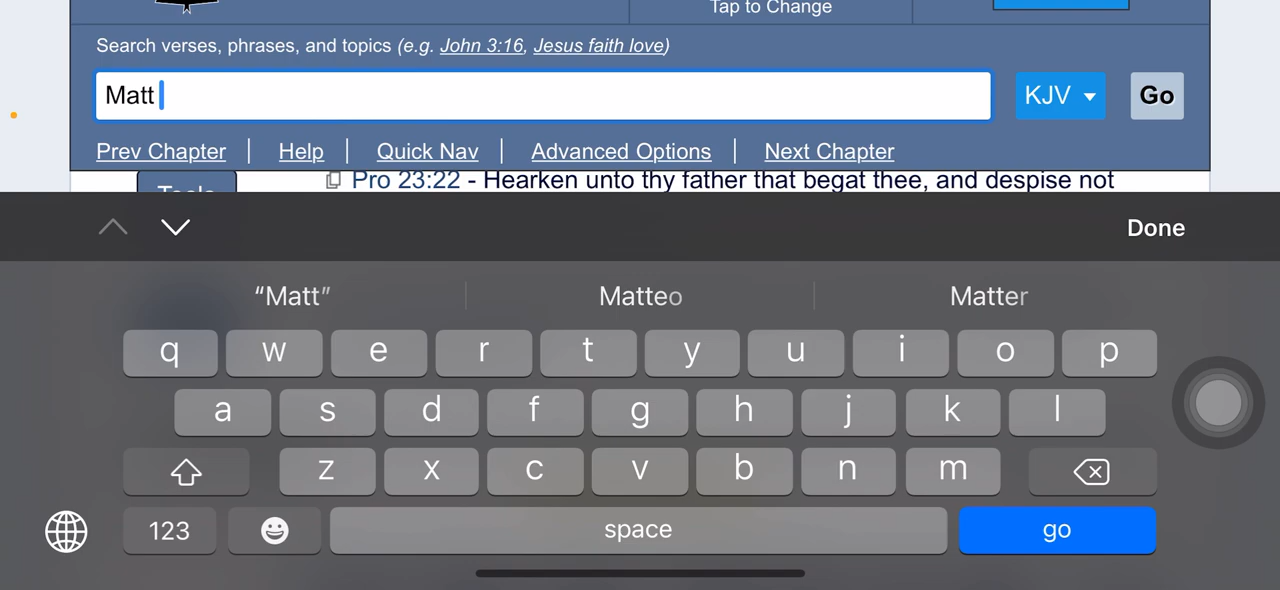 Tap to Change
Search verses, phrases, and topics (e.g. John 3:16, Jesus faith love)
Matt
KJV
Go
Prev Chapter | Help | Quick Nav | Advanced Options | Next Chapter
Tools
Pro 23:22 - Hearken unto thy father that begat thee, and despise not
Done
“Matt” Matteo Matter
q w e r t y u i o p
a s d f g h j k l
z x c v b n m
123 space go